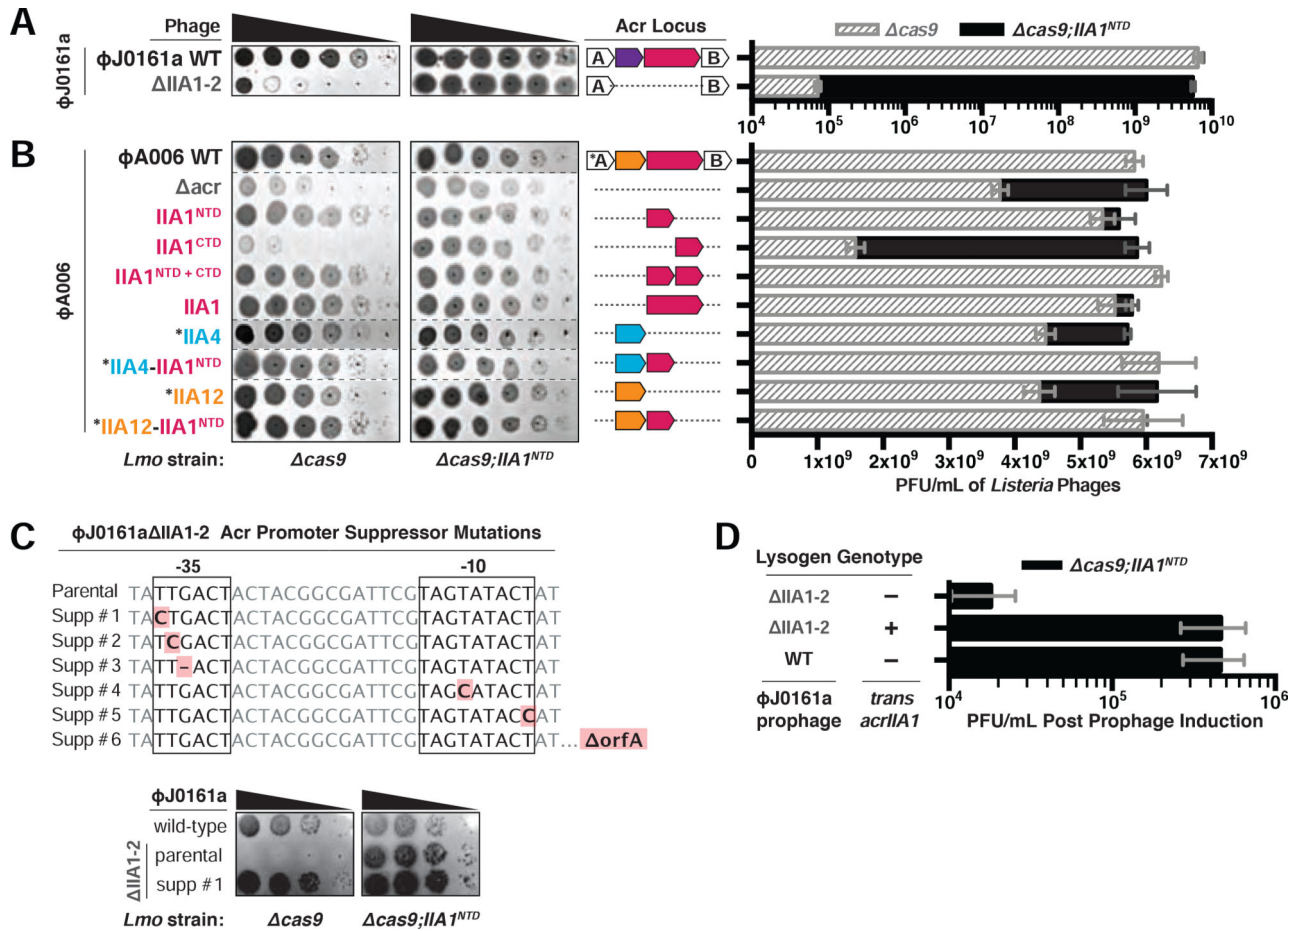 A
Phage
Acr Locus
Δcas9
Δcas9;IIA1NTD
ϕJ0161a
ϕJ0161a WT
A
B
ΔIIA1-2
A
B
10^4
10^5
10^6
10^7
10^8
10^9
10^10
B
ϕA006
ϕA006 WT
*A
B
Δacr
IIA1NTD
IIA1CTD
IIA1NTD + CTD
IIA1
*IIA4
*IIA4-IIA1NTD
*IIA12
*IIA12-IIA1NTD
Lmo strain:
Δcas9
Δcas9;IIA1NTD
0
1x10^9
2x10^9
3x10^9
4x10^9
5x10^9
6x10^9
7x10^9
PFU/mL of Listeria Phages
C
ϕJ0161aΔIIA1-2 Acr Promoter Suppressor Mutations
-35
-10
Parental TATTGACTACTACGGCGATTCGTAGTATACTAT
Supp #1 TACTGACTACTACGGCGATTCGTAGTATACTAT
Supp #2 TATCGACTACTACGGCGATTCGTAGTATACTAT
Supp #3 TATT–ACTACTACGGCGATTCGTAGTATACTAT
Supp #4 TATTGACTACTACGGCGATTCGTAGCATACTAT
Supp #5 TATTGACTACTACGGCGATTCGTAGTATACCAT
Supp #6 TATTGACTACTACGGCGATTCGTAGTATACTAT... ΔorfA
ϕJ0161a
wild-type
ΔIIA1-2
parental
supp #1
Lmo strain:
Δcas9
Δcas9;IIA1NTD
D
Lysogen Genotype
Δcas9;IIA1NTD
ΔIIA1-2 –
ΔIIA1-2 +
WT –
ϕJ0161a prophage
trans acrIIA1
10^4
10^5
10^6
PFU/mL Post Prophage Induction